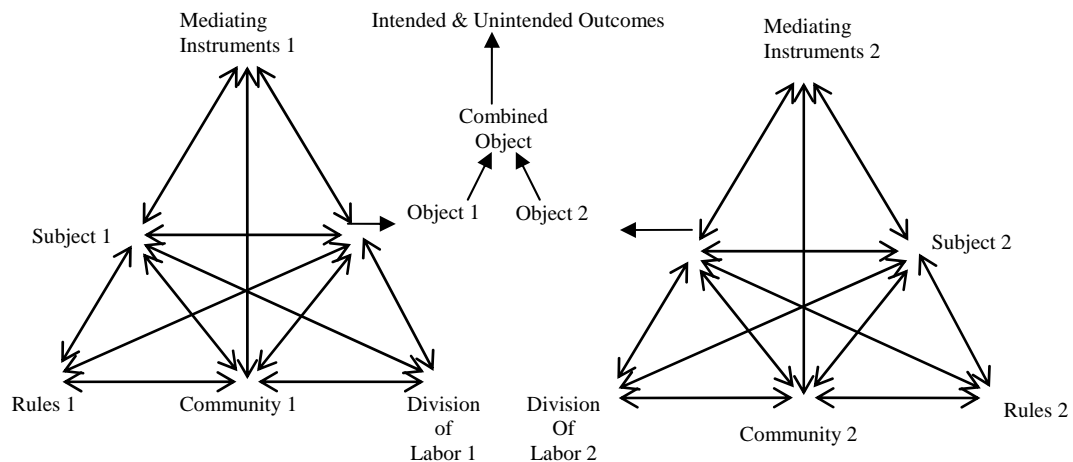 Mediating
Instruments 1
Intended & Unintended Outcomes
Mediating
Instruments 2
Combined
Object
Object 1
Object 2
Subject 1
Subject 2
Rules 1
Community 1
Division
of
Labor 1
Division
Of
Labor 2
Community 2
Rules 2